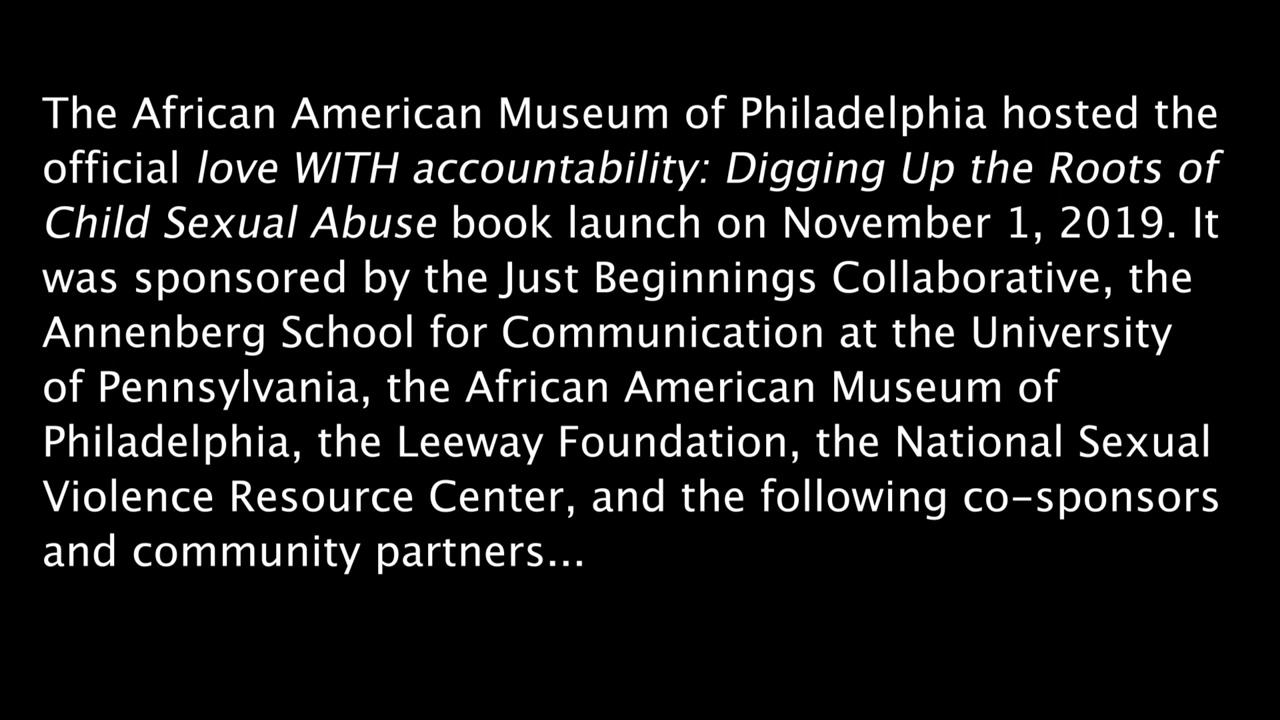 The African American Museum of Philadelphia hosted the
official love WITH accountability: Digging Up the Roots of
Child Sexual Abuse book launch on November 1, 2019. It
was sponsored by the Just Beginnings Collaborative, the
Annenberg School for Communication at the University
of Pennsylvania, the African American Museum of
Philadelphia, the Leeway Foundation, the National Sexual
Violence Resource Center, and the following co–sponsors
and community partners...